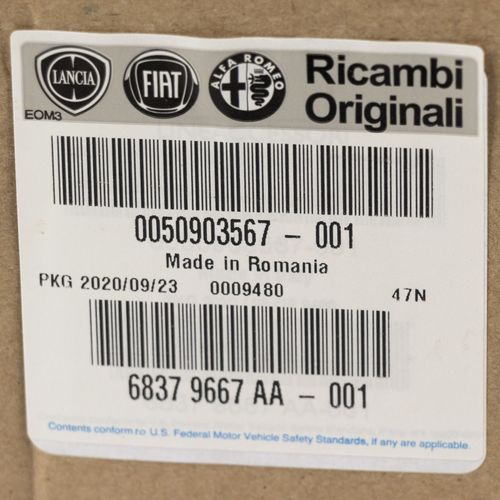 LANCIA
FIAT
ALFA ROMEO
Ricambi
Originali
EOM3
0050903567 - 001
Made in Romania
PKG 2020/09/23 0009480 47N
6837 9667 AA - 001
Contents conform to U.S. Federal Motor Vehicle Safety Standards, if any are applicable.